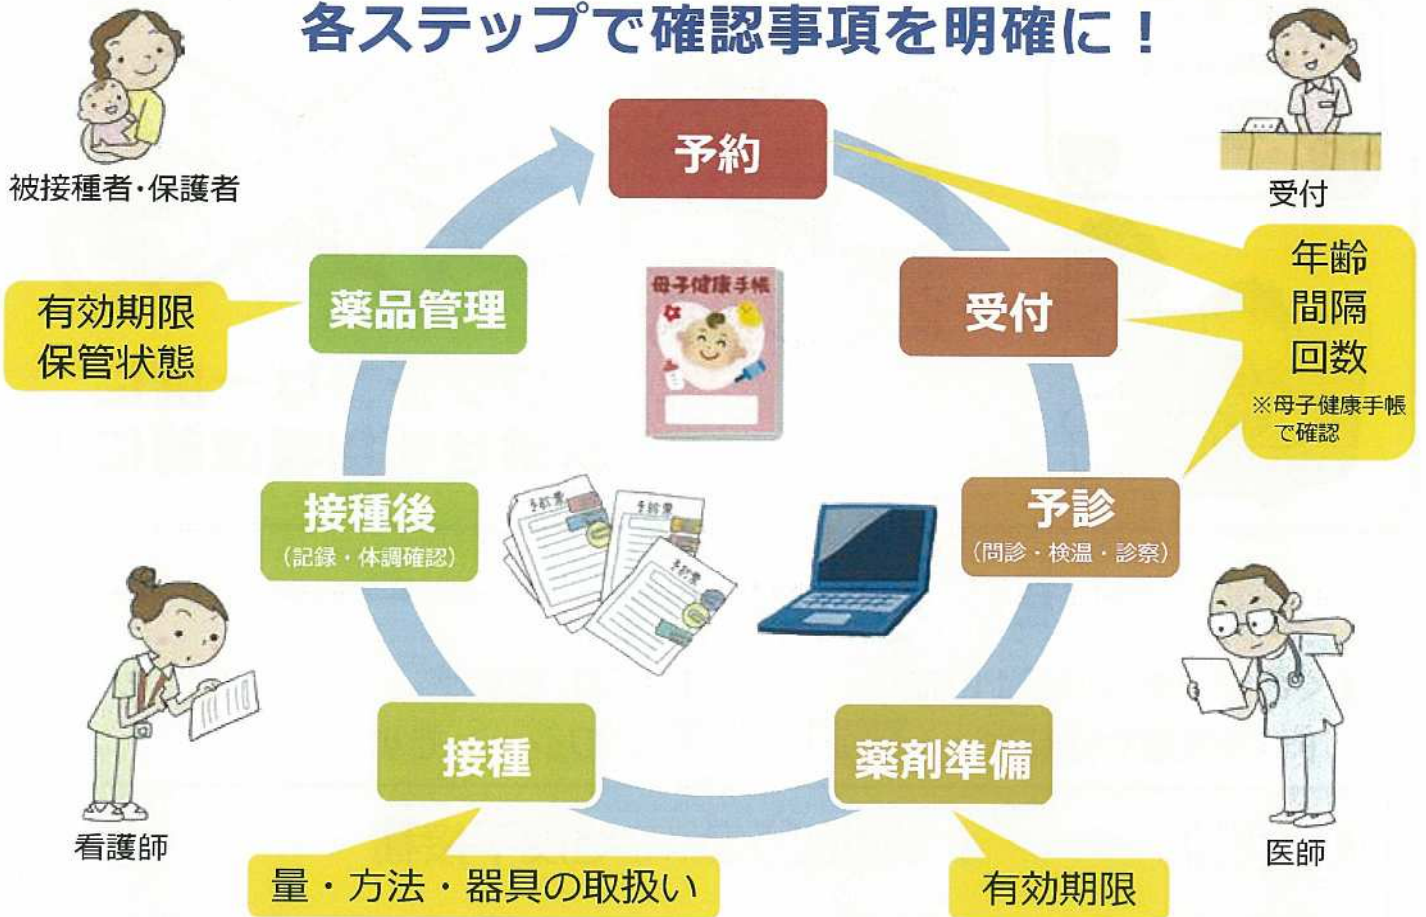 各ステップで確認事項を明確に！
被接種者・保護者
受付
予約
受付
年齢
間隔
回数
※母子健康手帳
で確認
予診
（問診・検温・診察）
薬剤準備
有効期限
接種
量・方法・器具の取扱い
接種後
（記録・体調確認）
薬品管理
有効期限
保管状態
母子健康手帳
予診票
予診票
予診票
看護師
医師